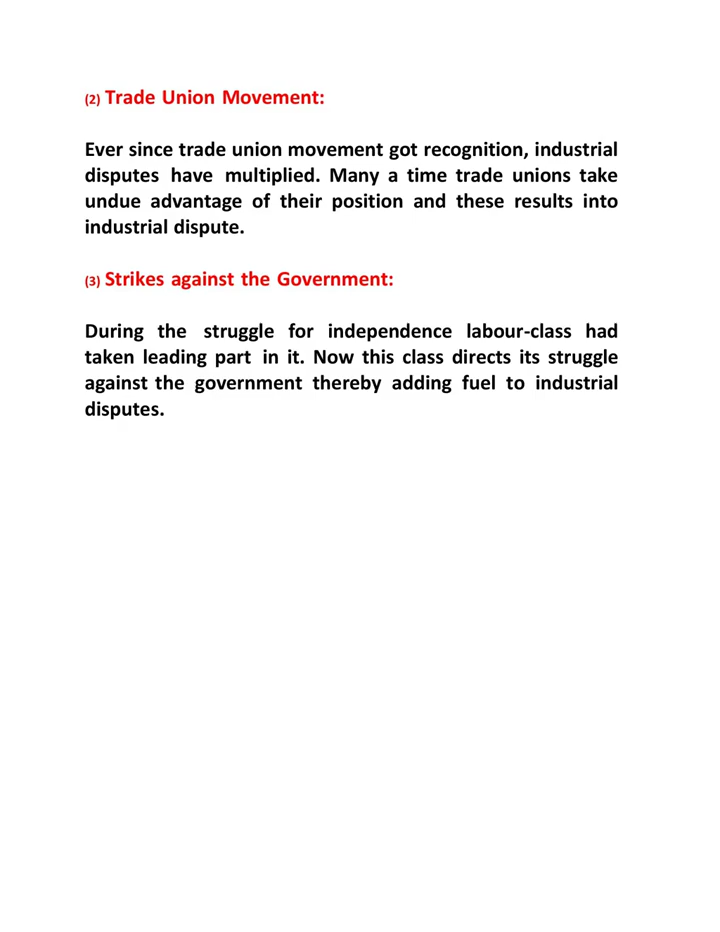 (2) Trade Union Movement:
Ever since trade union movement got recognition, industrial
disputes have multiplied. Many a time trade unions take
undue advantage of their position and these results into
industrial dispute.
(3) Strikes against the Government:
During the struggle for independence labour-class had
taken leading part in it. Now this class directs its struggle
against the government thereby adding fuel to industrial
disputes.